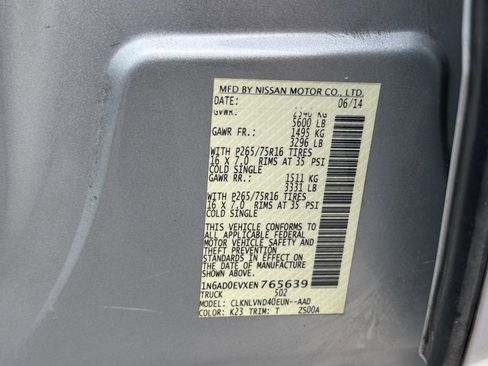 MFD BY NISSAN MOTOR CO., LTD.
DATE: 06/14
GVWR: 2540 KG
5600 LB
GAWR FR: 1495 KG
3296 LB
WITH P265/75R16 TIRES
16 X 7.0 RIMS AT 35 PSI
COLD SINGLE
GAWR RR: 1511 KG
3331 LB
WITH P265/75R16 TIRES
16 X 7.0 RIMS AT 35 PSI
COLD SINGLE
THIS VEHICLE CONFORMS TO
ALL APPLICABLE FEDERAL
MOTOR VEHICLE SAFETY AND
THEFT PREVENTION
STANDARDS IN EFFECT ON
THE DATE OF MANUFACTURE
SHOWN ABOVE.
1N6AD0EVXEN765639
TRUCK 502
MODEL: CLKNLVND40EUN--AAD
COLOR: K23 TRIM: T ZS00A